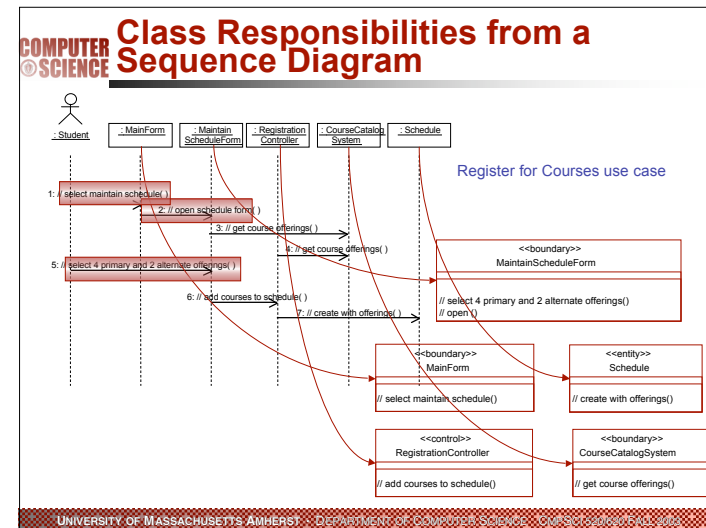 COMPUTER
SCIENCE
Class Responsibilities from a
Sequence Diagram
: Student
: MainForm
: Maintain
ScheduleForm
: Registration
Controller
: CourseCatalog
System
: Schedule
Register for Courses use case
1: // select maintain schedule( )
2: // open schedule form( )
3: // get course offerings( )
4: // get course offerings( )
5: // select 4 primary and 2 alternate offerings( )
6: // add courses to schedule( )
7: // create with offerings( )
<<boundary>>
MaintainScheduleForm
// select 4 primary and 2 alternate offerings()
// open ()
<<boundary>>
MainForm
// select maintain schedule()
<<entity>>
Schedule
// create with offerings()
<<control>>
RegistrationController
// add courses to schedule()
<<boundary>>
CourseCatalogSystem
// get course offerings()
UNIVERSITY OF MASSACHUSETTS AMHERST • DEPARTMENT OF COMPUTER SCIENCE - CMPSCI 520/620 FALL 2003